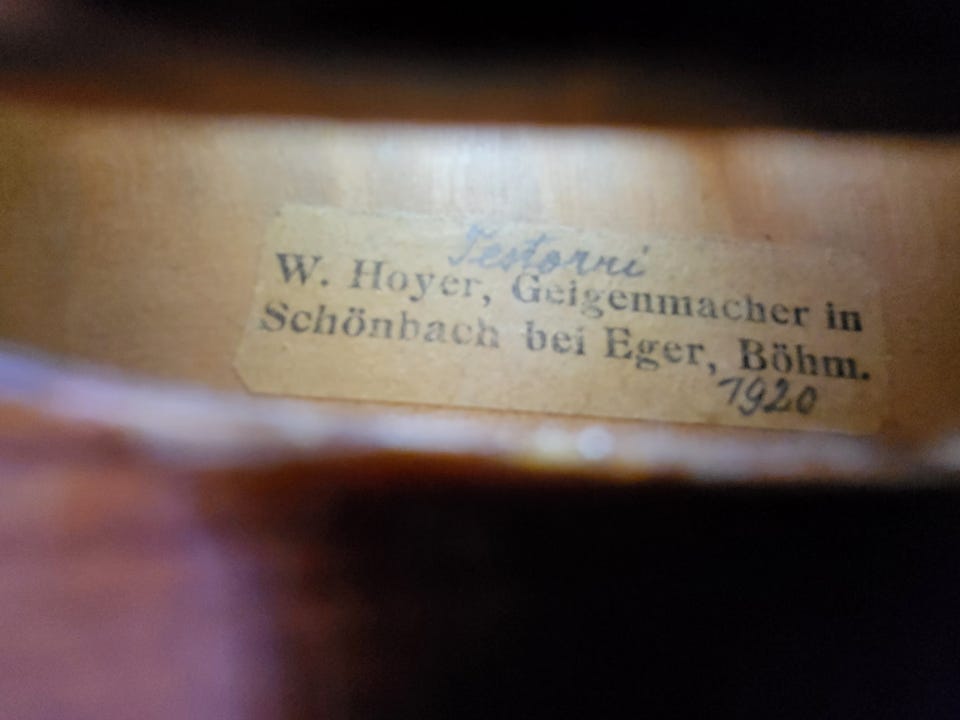 Testorri
W. Hoyer, Geigenmacher in
Schönbach bei Eger, Böhm.
1920